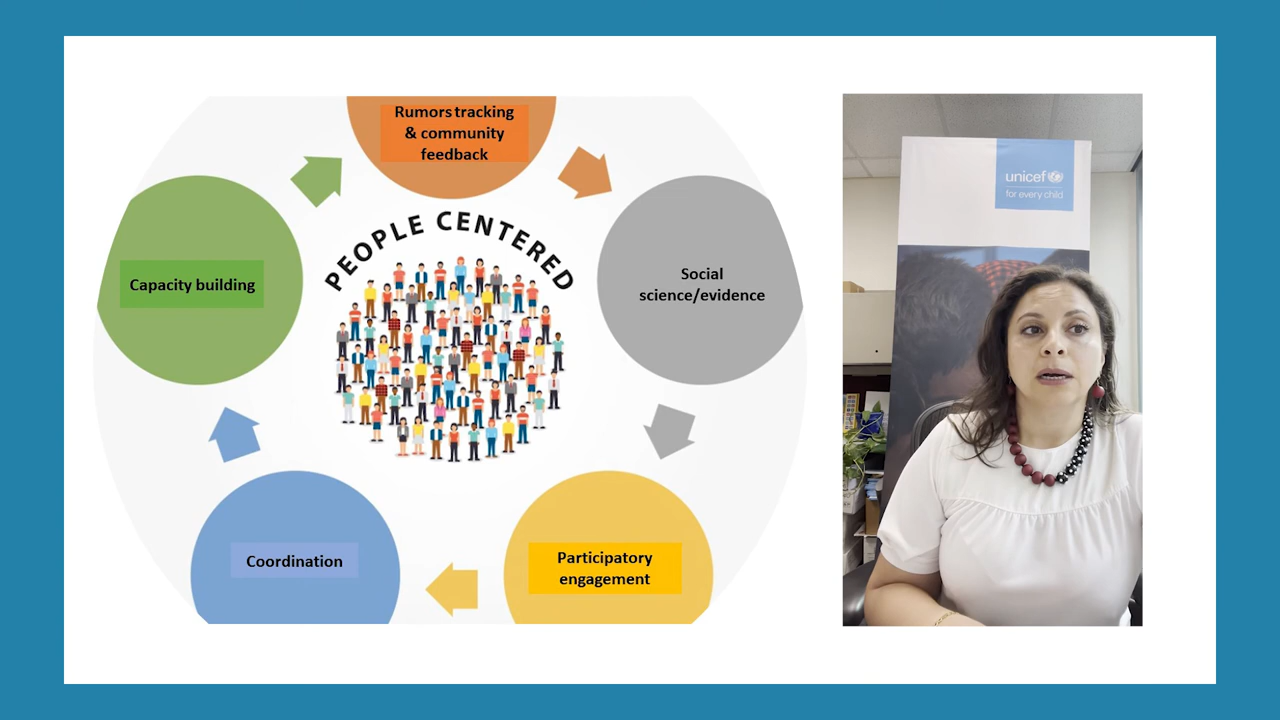 Rumors tracking
& community
feedback
PEOPLE CENTERED
Capacity building
Social
science/evidence
Coordination
Participatory
engagement
unicef
for every child